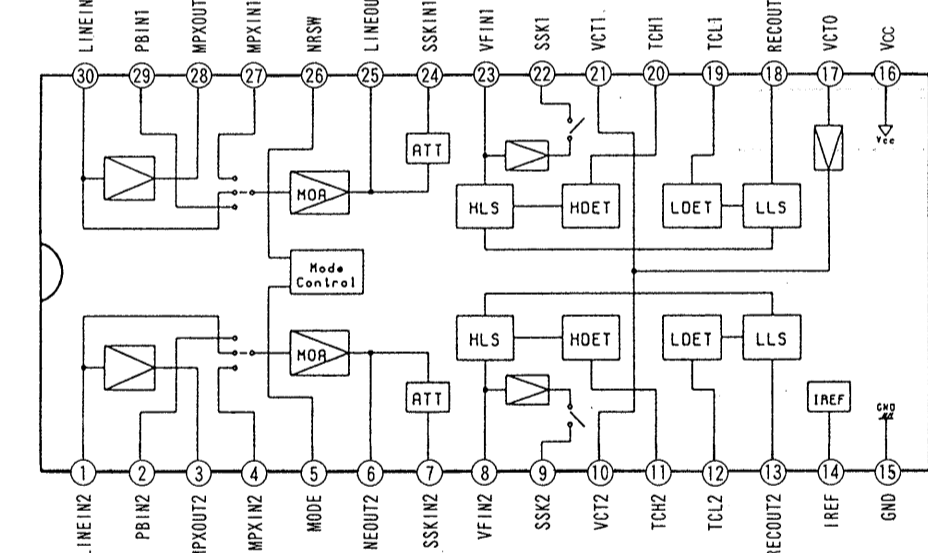 LINEIN
PBIN1
MPXOUT
MPXIN1
NRSW
LINEOU
SSKIN1
VFIN1
SSK1
VCT1
TCH1
TCL1
RECOUT
VCTO
Vcc
30
29
28
27
26
25
24
23
22
21
20
19
18
17
16
ATT
Vcc
MOA
HLS
HDET
LDET
LLS
Mode
Control
MOA
HLS
HDET
LDET
LLS
ATT
IREF
GND
1
2
3
4
5
6
7
8
9
10
11
12
13
14
15
INEIN2
PBIN2
MPXOUT2
MPXIN2
MODE
NEOUT2
SSKIN2
VFIN2
SSK2
VCT2
TCH2
TCL2
RECOUT2
IREF
GND